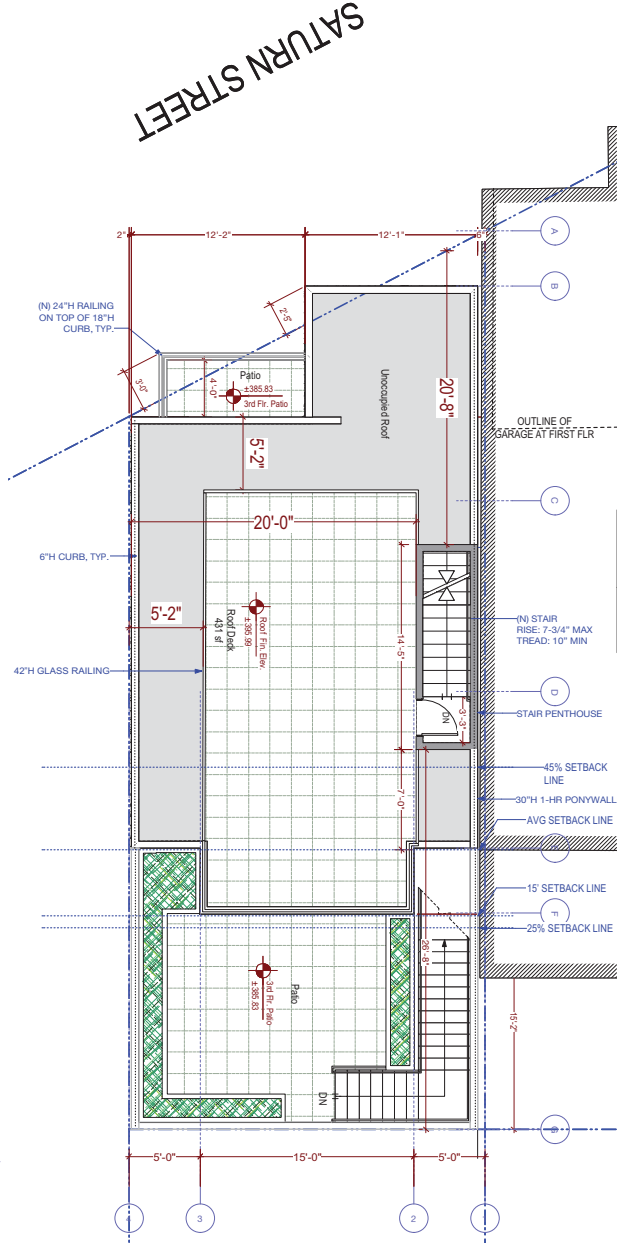 SATURN STREET
2"
12'-2"
12'-1"
6"
A
B
(N) 24"H RAILING
ON TOP OF 18"H
CURB, TYP.
2'-5"
3'-0"
4'-0"
Patio
±385.83
3rd Flr. Patio
Unoccupied Roof
20'-8"
OUTLINE OF
GARAGE AT FIRST FLR
5'-2"
C
20'-0"
6"H CURB, TYP.
5'-2"
Roof Deck
431 sf
Roof Fin. Elev.
±395.99
14'-5"
(N) STAIR
RISE: 7-3/4" MAX
TREAD: 10" MIN
42"H GLASS RAILING
D
DN
3'-3"
STAIR PENTHOUSE
45% SETBACK
LINE
7'-0"
30"H 1-HR PONYWALL
AVG SETBACK LINE
15' SETBACK LINE
F
25% SETBACK LINE
26'-8"
Patio
3rd Flr. Patio
±385.83
15'-2"
DN
G
5'-0"
15'-0"
5'-0"
3
2